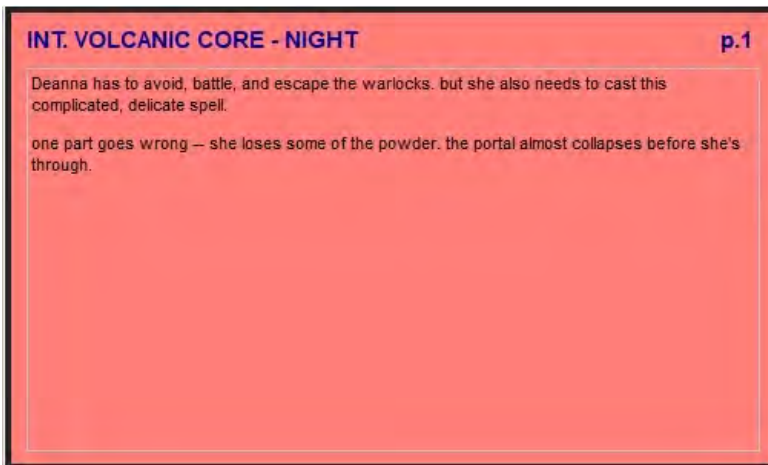 INT. VOLCANIC CORE - NIGHT p.1
Deanna has to avoid, battle, and escape the warlocks. but she also needs to cast this
complicated, delicate spell.
one part goes wrong -- she loses some of the powder. the portal almost collapses before she's
through.